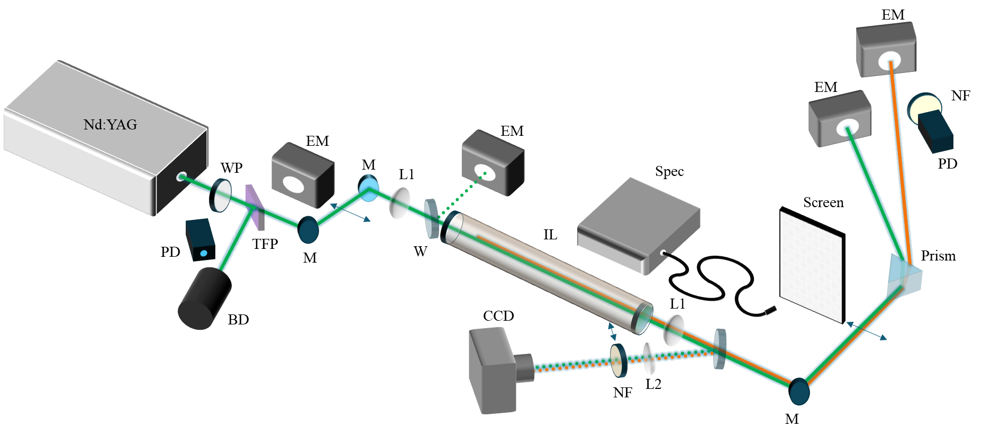 EM
EM
NF
Nd:YAG
EM
EM
PD
WP
M
L1
Spec
Screen
PD
TFP
M
W
IL
Prism
BD
CCD
L1
NF
L2
M